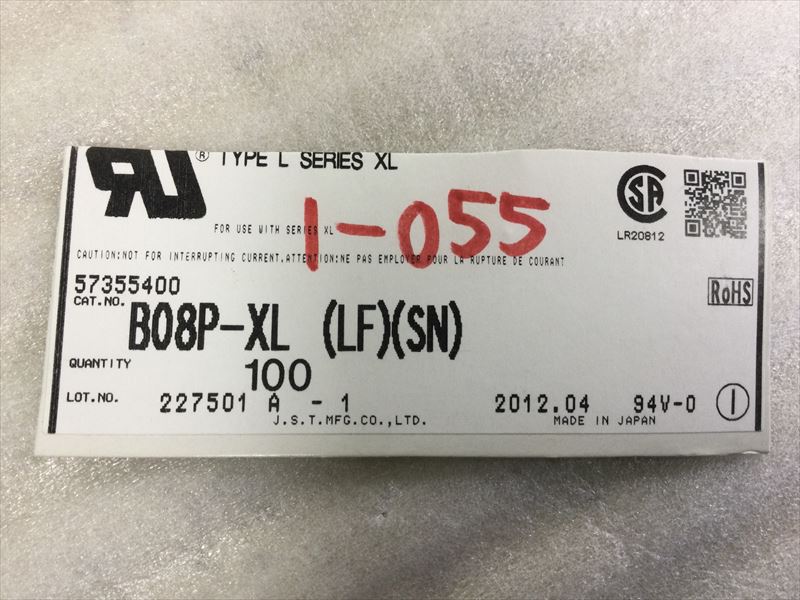 ® TYPE L SERIES XL
FOR USE WITH SERIES XL
1-055
LR20812
CAUTION:NOT FOR INTERRUPTING CURRENT.ATTENTION:NE PAS EMPLOYER POUR LA RUPTURE DE COURANT
57355400
RoHS
CAT.NO. B08P-XL (LF)(SN)
QUANTITY 100
LOT.NO. 227501 A - 1 2012.04 94V-0 1
J.S.T.MFG.CO.,LTD. MADE IN JAPAN